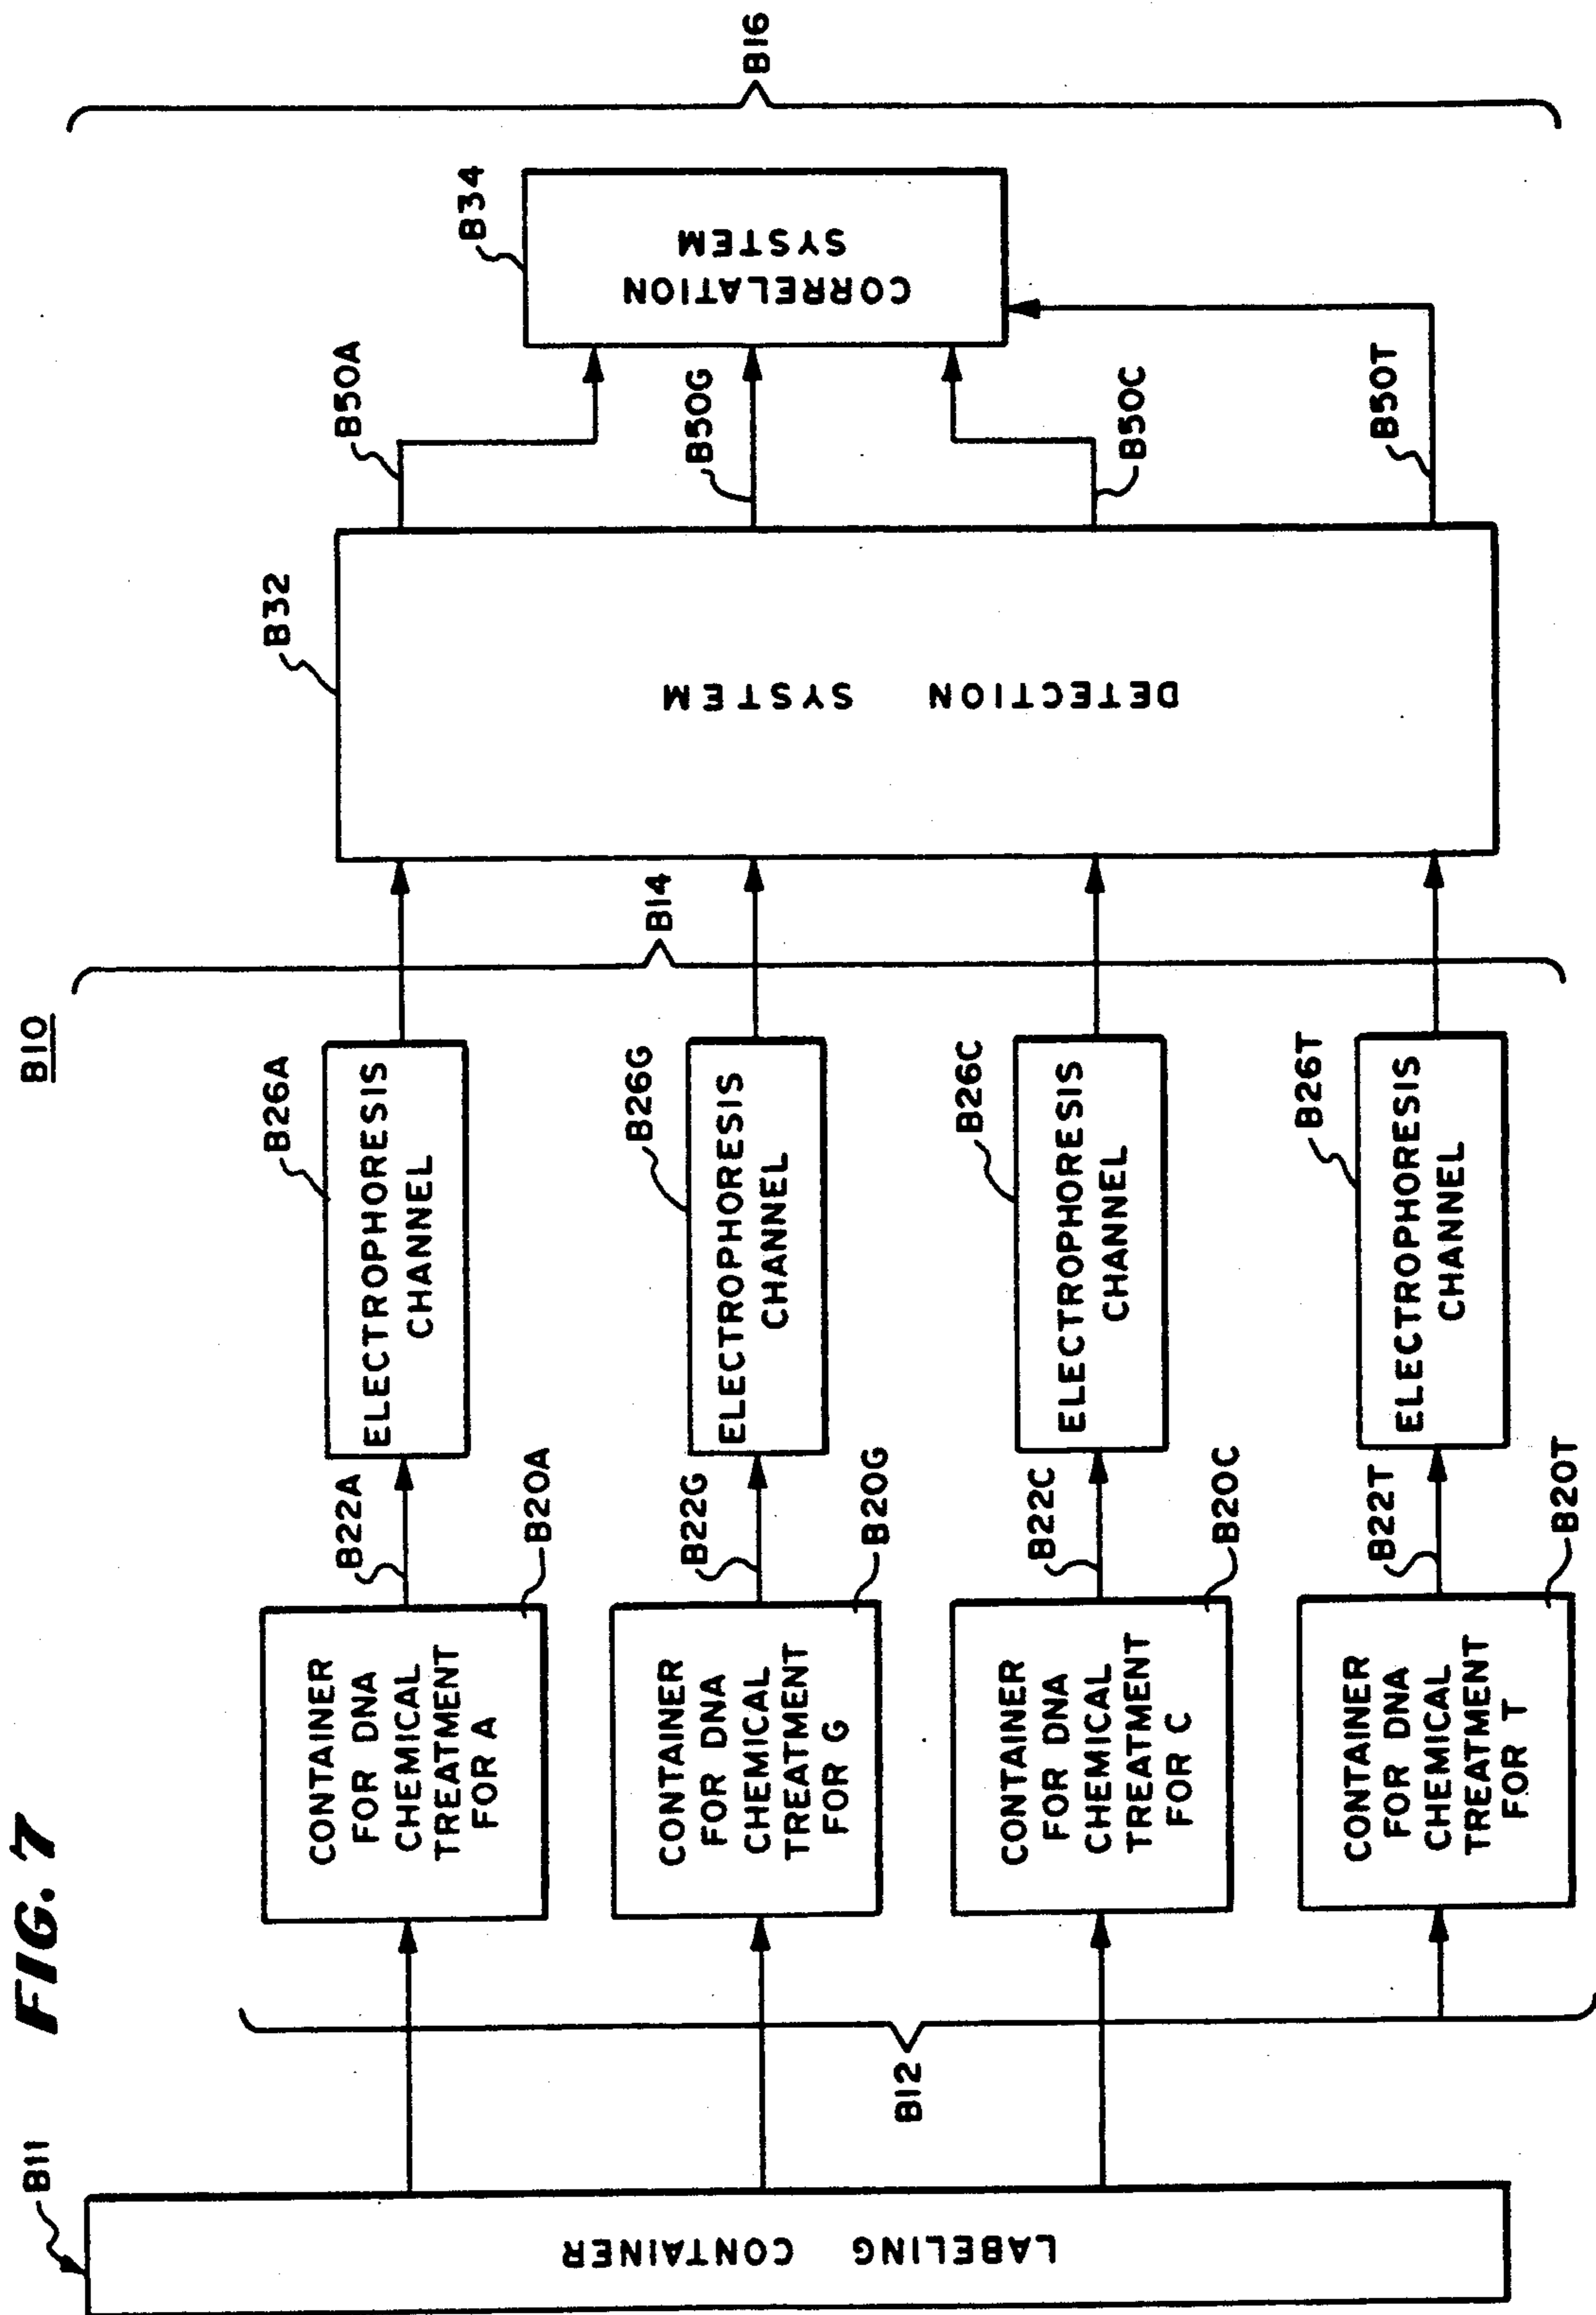 FIG. 7
B10
B11
LABELING CONTAINER
B12
CONTAINER
FOR DNA
CHEMICAL
TREATMENT
FOR A
B20A
B22A
ELECTROPHORESIS
CHANNEL
B26A
CONTAINER
FOR DNA
CHEMICAL
TREATMENT
FOR G
B20G
B22G
ELECTROPHORESIS
CHANNEL
B26G
CONTAINER
FOR DNA
CHEMICAL
TREATMENT
FOR C
B20C
B22C
ELECTROPHORESIS
CHANNEL
B26C
CONTAINER
FOR DNA
CHEMICAL
TREATMENT
FOR T
B20T
B22T
ELECTROPHORESIS
CHANNEL
B26T
B14
B32
DETECTION SYSTEM
B50A
B50G
B50C
B50T
B34
CORRELATION
SYSTEM
B16